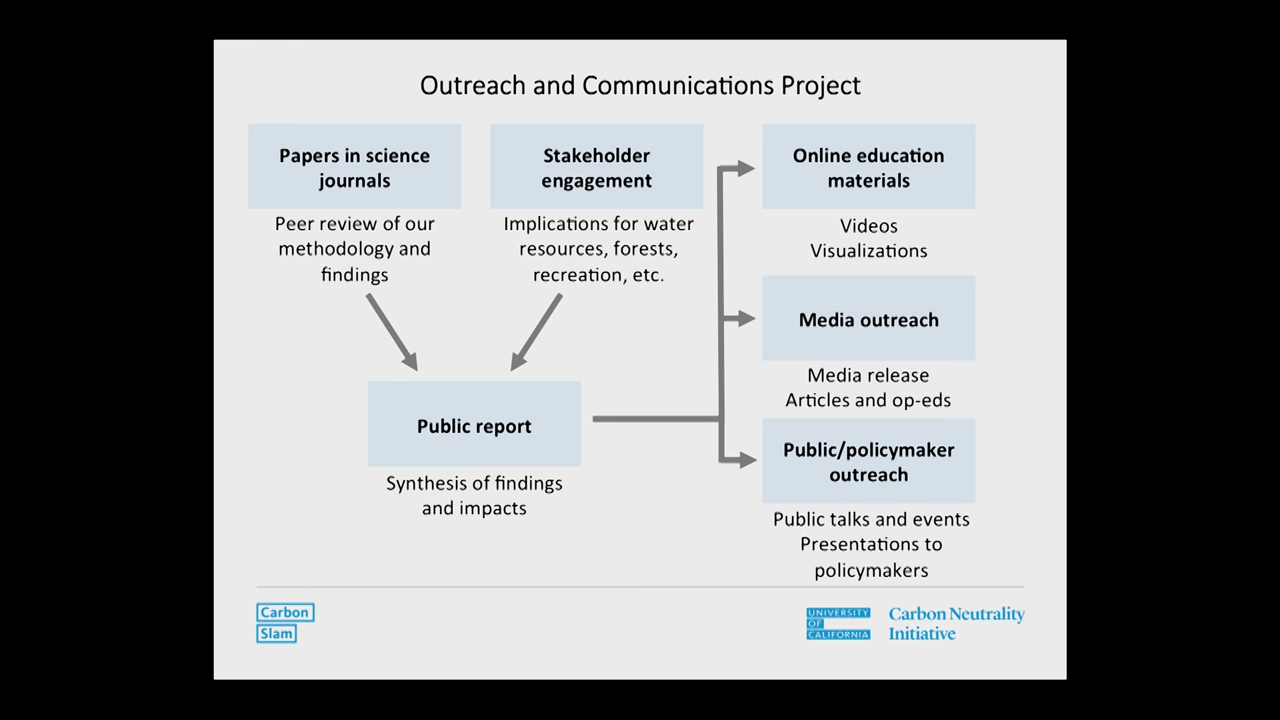 Outreach and Communications Project
Papers in science
journals
Peer review of our
methodology and
findings
Stakeholder
engagement
Implications for water
resources, forests,
recreation, etc.
Public report
Synthesis of findings
and impacts
Online education
materials
Videos
Visualizations
Media outreach
Media release
Articles and op-eds
Public/policymaker
outreach
Public talks and events
Presentations to
policymakers
Carbon
Slam
UNIVERSITY
OF
CALIFORNIA
Carbon Neutrality
Initiative